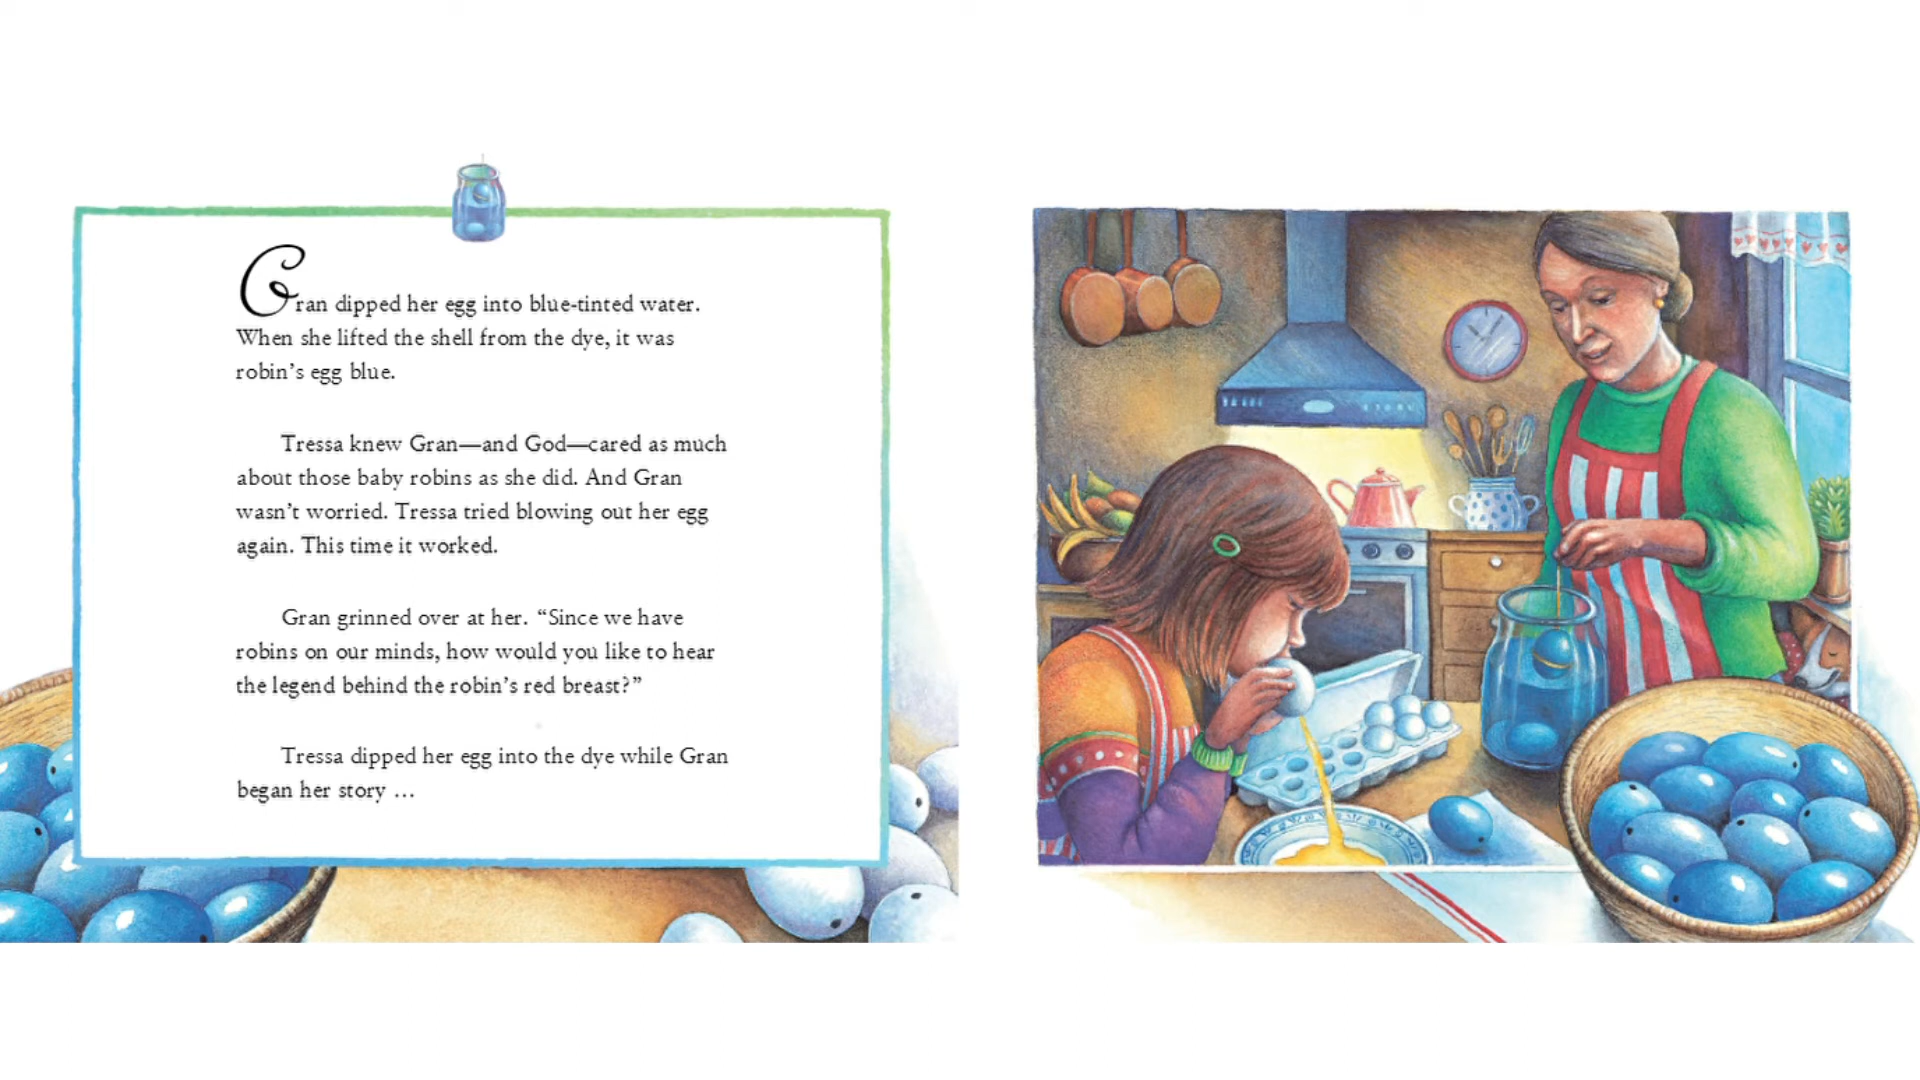 Gran dipped her egg into blue-tinted water.
When she lifted the shell from the dye, it was
robin’s egg blue.
Tressa knew Gran—and God—cared as much
about those baby robins as she did. And Gran
wasn’t worried. Tressa tried blowing out her egg
again. This time it worked.
Gran grinned over at her. “Since we have
robins on our minds, how would you like to hear
the legend behind the robin’s red breast?”
Tressa dipped her egg into the dye while Gran
began her story …